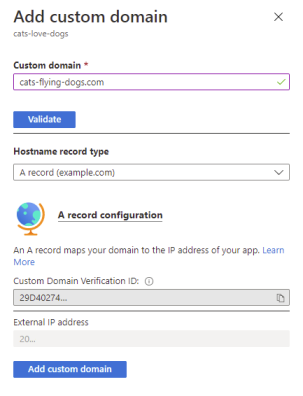 Add custom domain
cats-love-dogs
Custom domain *
cats-flying-dogs.com
Validate
Hostname record type
A record (example.com)
A record configuration
An A record maps your domain to the IP address of your app. Learn
More
Custom Domain Verification ID:
29D40274...
External IP address
20...
Add custom domain